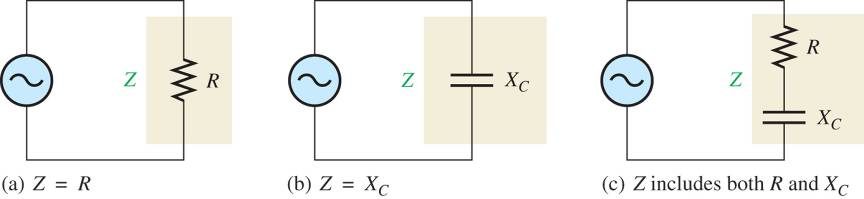 Z R
Z X_C
Z R
X_C
(a) Z = R
(b) Z = X_C
(c) Z includes both R and X_C